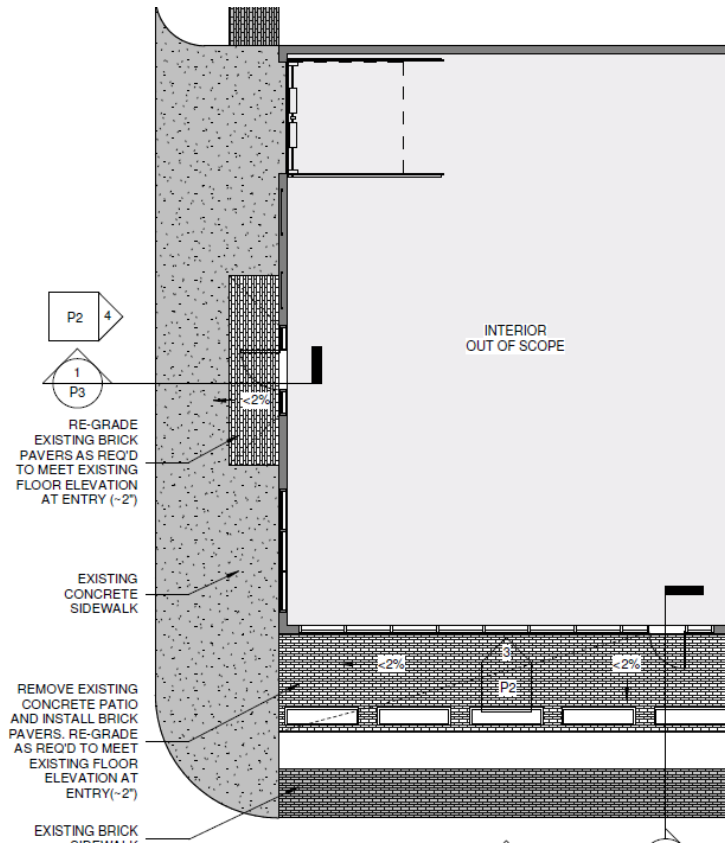 INTERIOR
OUT OF SCOPE
P2
4
1
P3
<2%
RE-GRADE
EXISTING BRICK
PAVERS AS REQ'D
TO MEET EXISTING
FLOOR ELEVATION
AT ENTRY (~2")
EXISTING
CONCRETE
SIDEWALK
3
P2
<2%
<2%
REMOVE EXISTING
CONCRETE PATIO
AND INSTALL BRICK
PAVERS. RE-GRADE
AS REQ'D TO MEET
EXISTING FLOOR
ELEVATION AT
ENTRY(~2")
EXISTING BRICK
SIDEWALK